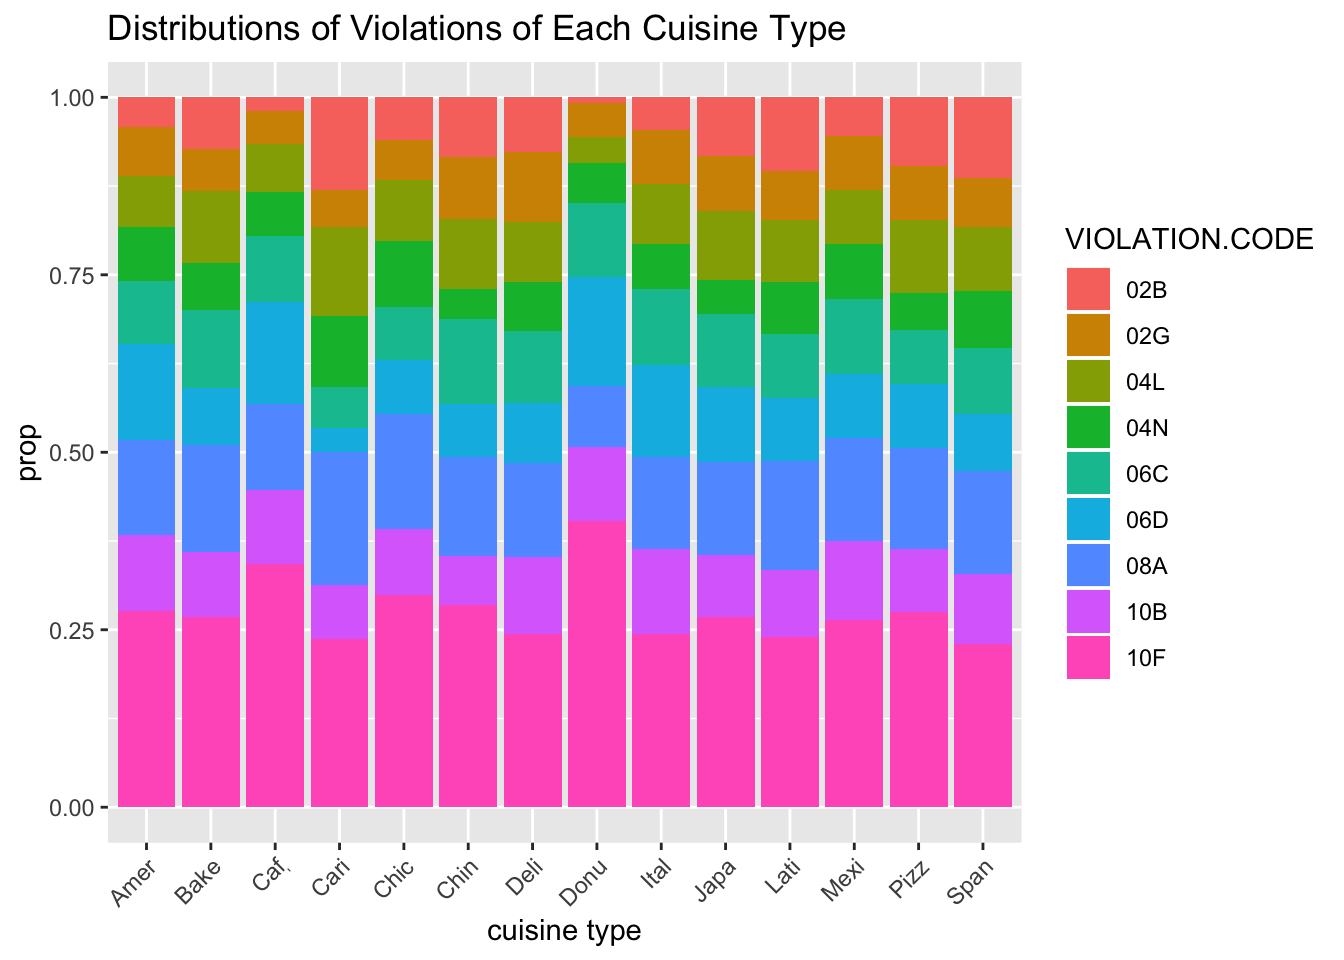 Distributions of Violations of Each Cuisine Type
1.00
0.75
0.50
0.25
0.00
prop
Amer
Bake
Caf,
Cari
Chic
Chin
Deli
Donu
Ital
Japa
Lati
Mexi
Pizz
Span
cuisine type
VIOLATION.CODE
02B
02G
04L
04N
06C
06D
08A
10B
10F